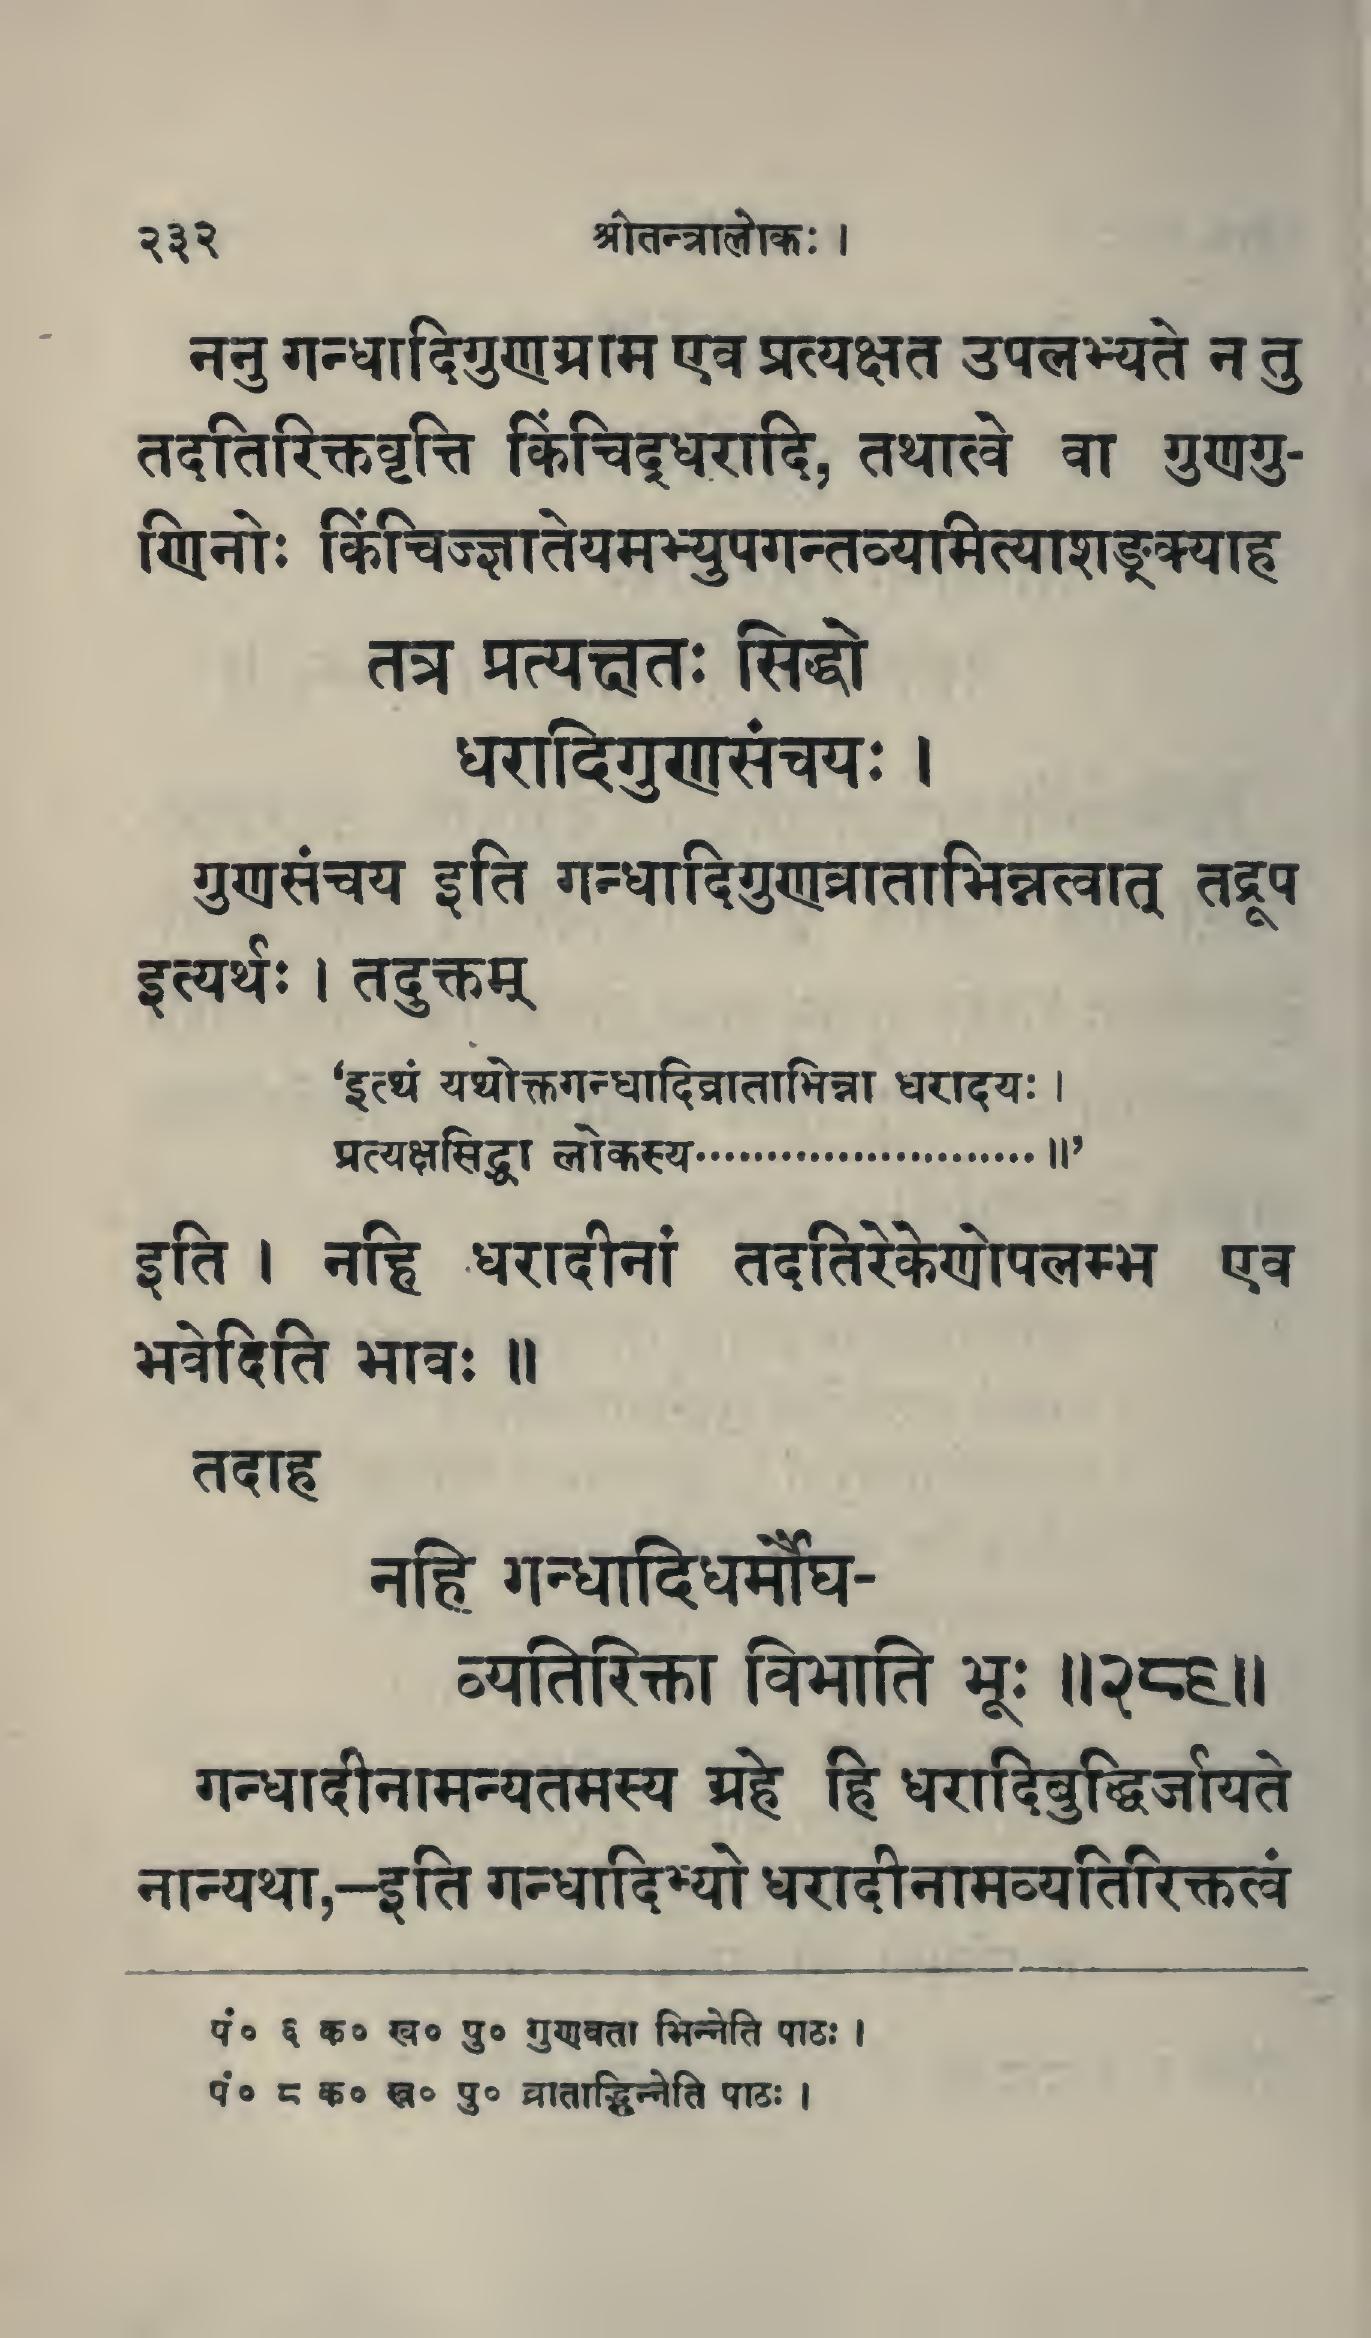 २३२ श्रीतन्त्रालोकः ।
ननु गन्धादिगुणग्राम एव प्रत्यक्षत उपलभ्यते न तु
तदतिरिक्तवृत्ति किंचिद्धरादि, तथात्वे वा गुणगु-
णिनोः किंचिज्ज्ञातेयमभ्युपगन्तव्यामित्याशङ्क्याह
तत्र प्रत्यक्षतः सिद्धो
धरादिगुणसंचयः ।
गुणसंचय इति गन्धादिगुणव्राताभिन्नत्वात् तद्रूप
इत्यर्थः । तदुक्तम्
‘इत्थं यथोक्तगन्धादिव्राताभिन्ना धरादयः ।
प्रत्यक्षसिद्धा लोकस्य........................ ॥’
इति । नहि धरादीनां तदतिरेकेणोपलम्भ एव
भवेदिति भावः ॥
तदाह
नहि गन्धादिधर्मौघ-
व्यतिरिक्ता विभाति भूः ॥२८९॥
गन्धादीनामन्यतमस्य ग्रहे हि धरादिबुद्धिर्जायते
नान्यथा,—इति गन्धादिभ्यो धरादीनामव्यतिरिक्तत्वं
पं० ६ क० ख० पु० गुणवता भिन्नेति पाठः ।
पं० ८ क० ख० पु० व्राताद्भिन्नेति पाठः ।